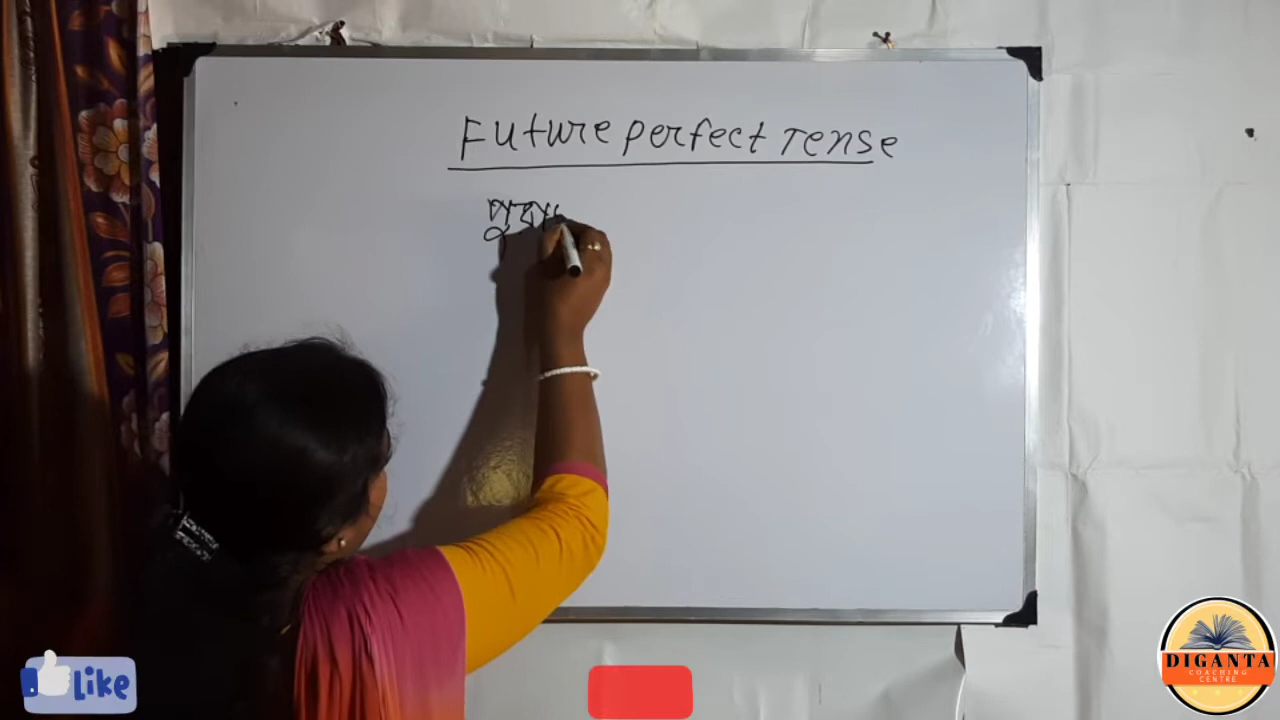 Future perfect Tense
Like
DIGANTA
COACHING
CENTRE